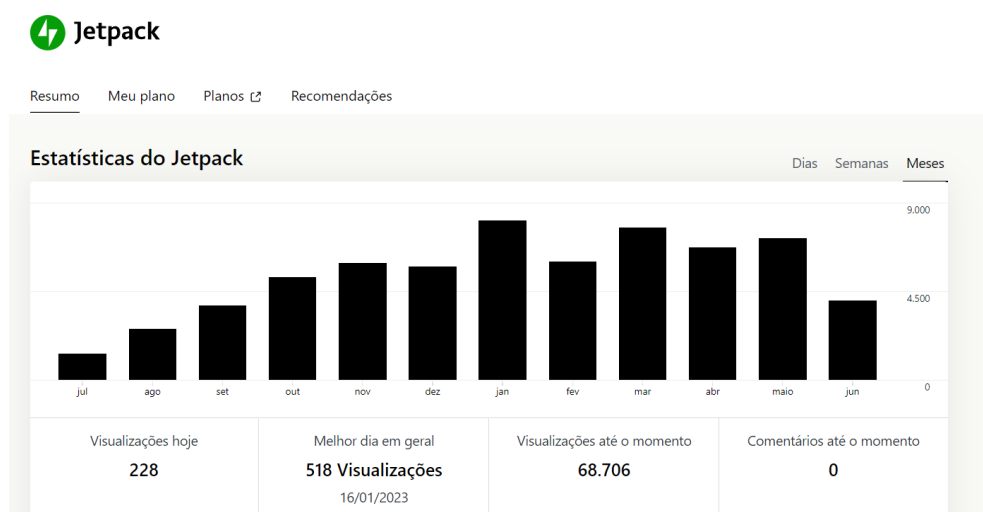 Jetpack
Resumo Meu plano Planos Recomendações
Estatísticas do Jetpack
Dias Semanas Meses
9.000
4.500
0
jul ago set out nov dez jan fev mar abr maio jun
Visualizações hoje
228
Melhor dia em geral
518 Visualizações
16/01/2023
Visualizações até o momento
68.706
Comentários até o momento
0